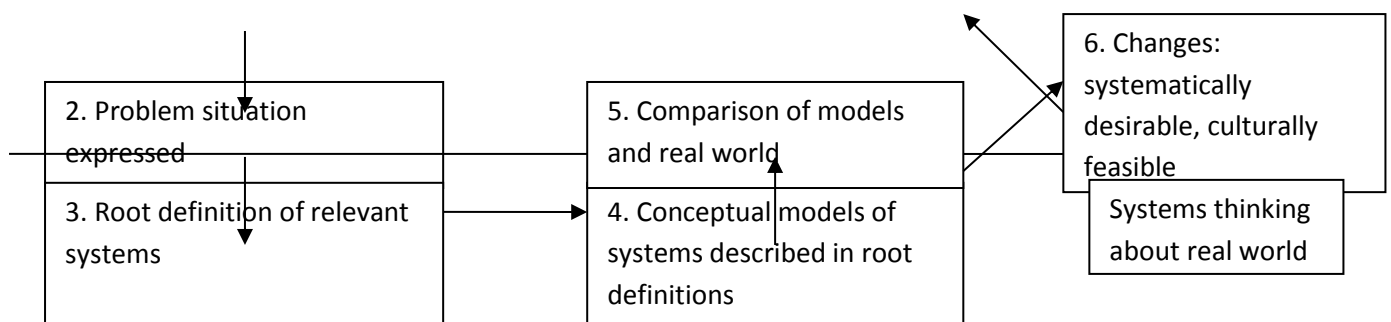 2. Problem situation
expressed
3. Root definition of relevant
systems
5. Comparison of models
and real world
4. Conceptual models of
systems described in root
definitions
6. Changes:
systematically
desirable, culturally
feasible
Systems thinking
about real world